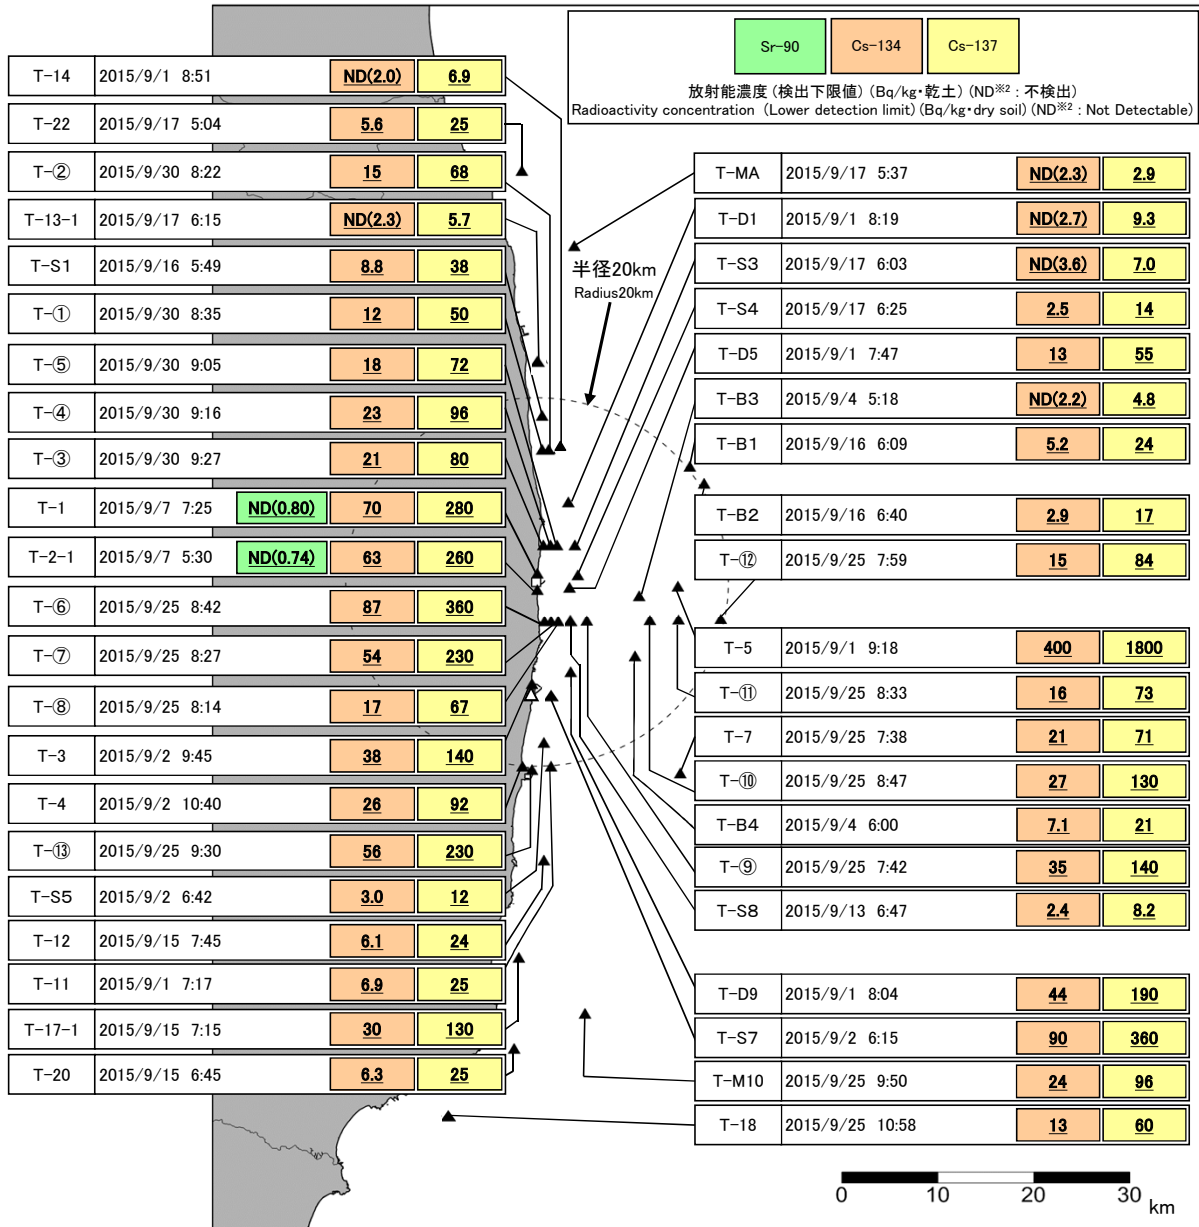 Sr-90 Cs-134 Cs-137
放射能濃度 (検出下限値) (Bq/kg・乾土) (ND※2 : 不検出)
Radioactivity concentration (Lower detection limit) (Bq/kg・dry soil) (ND※2 : Not Detectable)
T-14 2015/9/1 8:51 ND(2.0) 6.9
T-22 2015/9/17 5:04 5.6 25
T-② 2015/9/30 8:22 15 68
T-13-1 2015/9/17 6:15 ND(2.3) 5.7
T-S1 2015/9/16 5:49 8.8 38
T-① 2015/9/30 8:35 12 50
T-⑤ 2015/9/30 9:05 18 72
T-④ 2015/9/30 9:16 23 96
T-③ 2015/9/30 9:27 21 80
T-1 2015/9/7 7:25 ND(0.80) 70 280
T-2-1 2015/9/7 5:30 ND(0.74) 63 260
T-⑥ 2015/9/25 8:42 87 360
T-⑦ 2015/9/25 8:27 54 230
T-⑧ 2015/9/25 8:14 17 67
T-3 2015/9/2 9:45 38 140
T-4 2015/9/2 10:40 26 92
T-⑬ 2015/9/25 9:30 56 230
T-S5 2015/9/2 6:42 3.0 12
T-12 2015/9/15 7:45 6.1 24
T-11 2015/9/1 7:17 6.9 25
T-17-1 2015/9/15 7:15 30 130
T-20 2015/9/15 6:45 6.3 25
半径20km
Radius20km
T-MA 2015/9/17 5:37 ND(2.3) 2.9
T-D1 2015/9/1 8:19 ND(2.7) 9.3
T-S3 2015/9/17 6:03 ND(3.6) 7.0
T-S4 2015/9/17 6:25 2.5 14
T-D5 2015/9/1 7:47 13 55
T-B3 2015/9/4 5:18 ND(2.2) 4.8
T-B1 2015/9/16 6:09 5.2 24
T-B2 2015/9/16 6:40 2.9 17
T-⑫ 2015/9/25 7:59 15 84
T-5 2015/9/1 9:18 400 1800
T-⑪ 2015/9/25 8:33 16 73
T-7 2015/9/25 7:38 21 71
T-⑩ 2015/9/25 8:47 27 130
T-B4 2015/9/4 6:00 7.1 21
T-⑨ 2015/9/25 7:42 35 140
T-S8 2015/9/13 6:47 2.4 8.2
T-D9 2015/9/1 8:04 44 190
T-S7 2015/9/2 6:15 90 360
T-M10 2015/9/25 9:50 24 96
T-18 2015/9/25 10:58 13 60
0 10 20 30 km